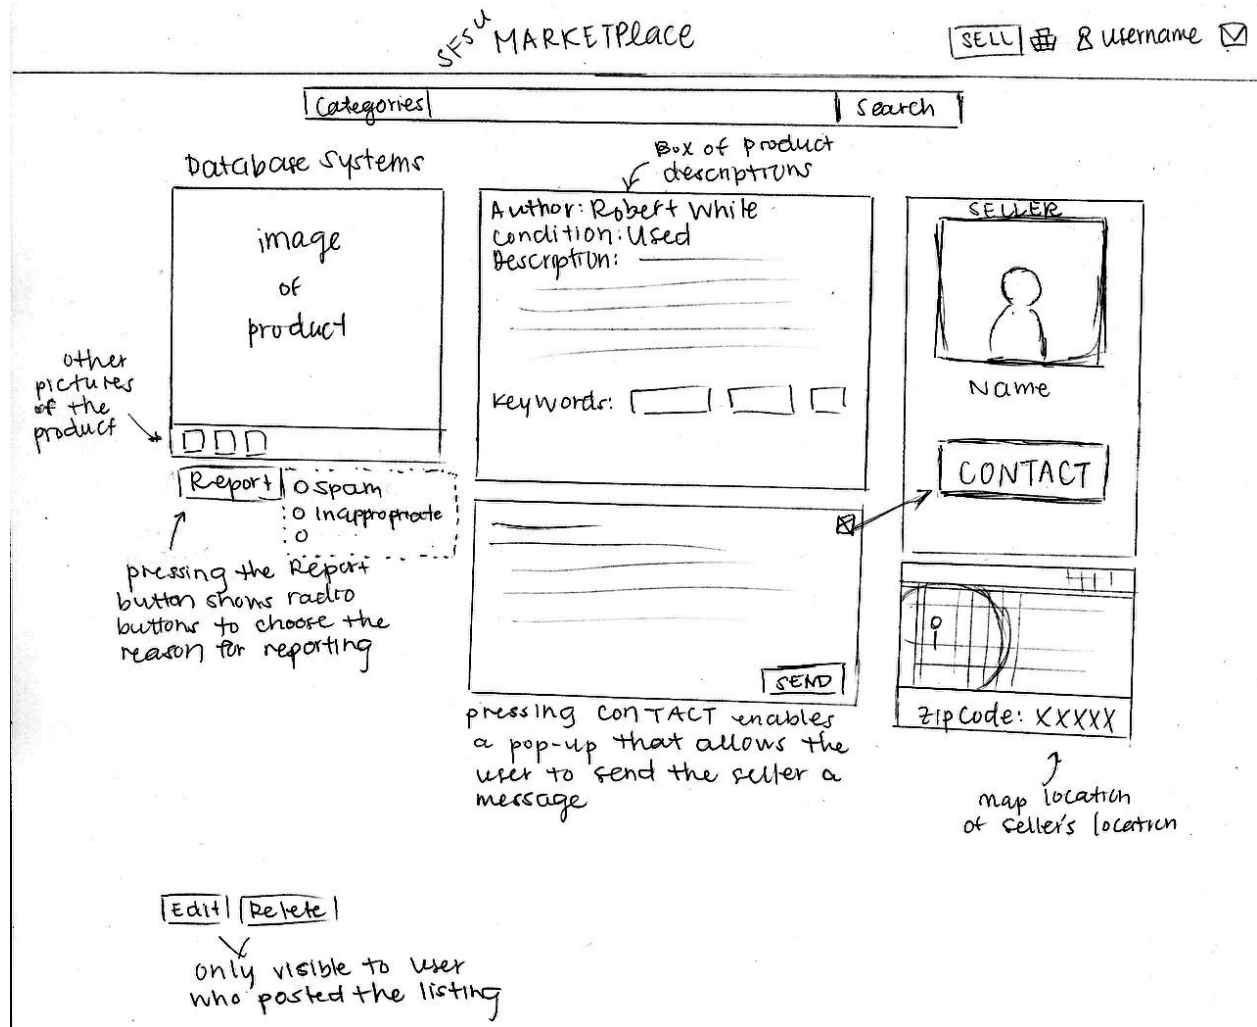 SFSU MARKETPlace
SELL
username
Categories
Search
Database Systems
Box of product
descriptions
image
of
product
Author: Robert While
Condition: Used
Description:
Keywords:
SELLER
Name
CONTACT
other
pictures
of the
product
Report
Spam
Inappropriate
pressing the Report
button shows radio
buttons to choose the
reason for reporting
SEND
pressing CONTACT enables
a pop-up that allows the
user to send the seller a
message
ZipCode: XXXXX
map location
of seller's location
Edit
Delete
only visible to user
who posted the listing